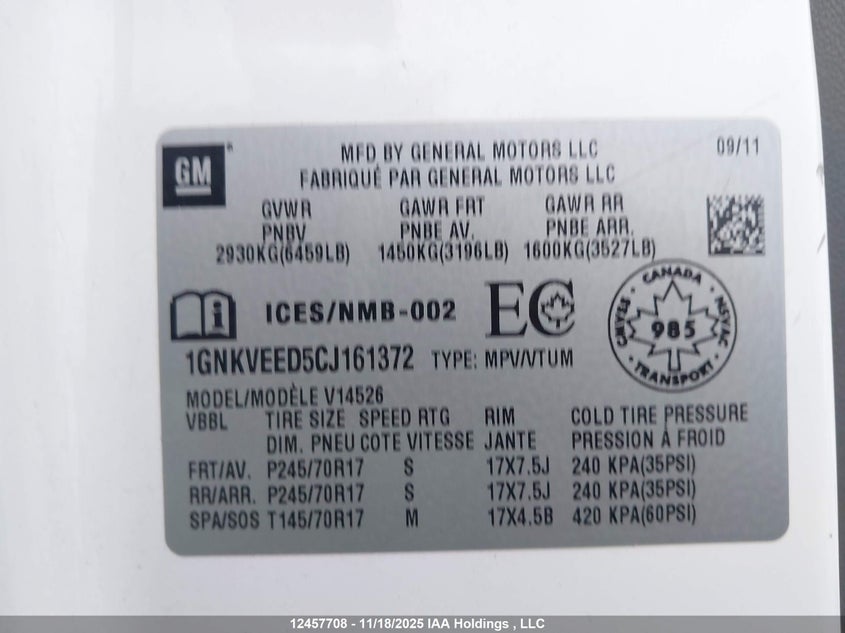 GM
MFD BY GENERAL MOTORS LLC
09/11
FABRIQUÉ PAR GENERAL MOTORS LLC
GVWR GAWR FRT GAWR RR
PNBV PNBE AV. PNBE ARR.
2930KG(6459LB) 1450KG(3196LB) 1600KG(3527LB)
i ICES/NMB-002 EC
CANADA
STAMVS 985 NSVAC
TRANSPORT
1GNKVEED5CJ161372 TYPE: MPV/VTUM
MODEL/MODÈLE V14526
VBBL TIRE SIZE SPEED RTG RIM COLD TIRE PRESSURE
DIM. PNEU COTE VITESSE JANTE PRESSION À FROID
FRT/AV. P245/70R17 S 17X7.5J 240 KPA(35PSI)
RR/ARR. P245/70R17 S 17X7.5J 240 KPA(35PSI)
SPA/SOS T145/70R17 M 17X4.5B 420 KPA(60PSI)
12457708 - 11/18/2025 IAA Holdings , LLC